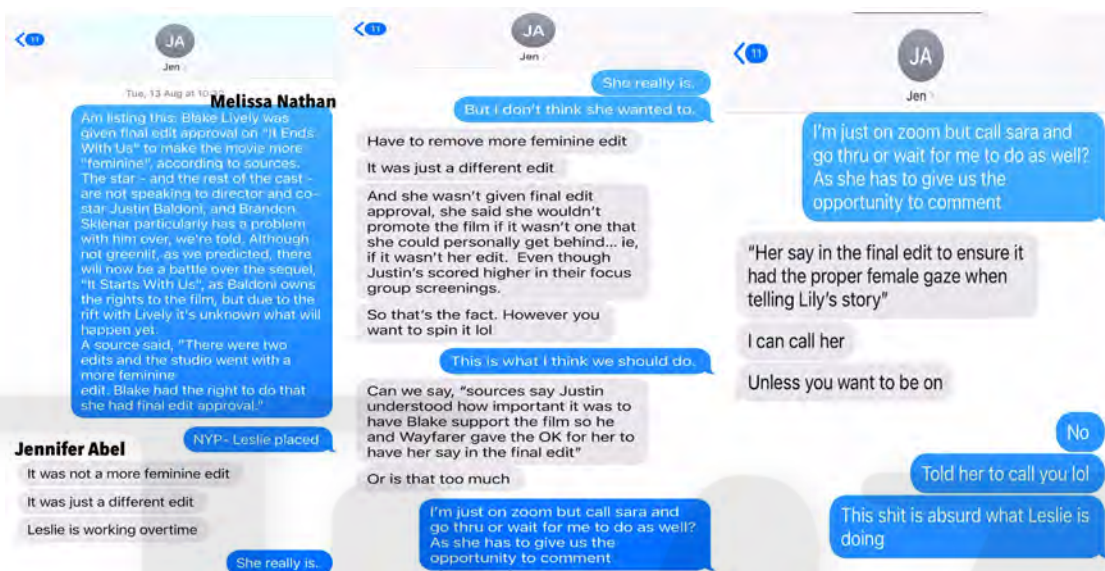 11
JA
Jen
Tue, 13 Aug at 10:
Melissa Nathan
Am listing this: Blake Lively was
given final edit approval on "It Ends
With Us" to make the movie more
"feminine", according to sources.
The star – and the rest of the cast –
are not speaking to director and co-
star Justin Baldoni, and Brandon
Sklenar particularly has a problem
with him over, we're told. Although
not greenlit, as we predicted, there
will now be a battle over the sequel,
"It Starts With Us", as Baldoni owns
the rights to the film, but due to the
rift with Lively it's unknown what will
happen yet.
A source said, "There were two
edits and the studio went with a
more feminine
edit. Blake had the right to do that
she had final edit approval."
NYP- Leslie placed
Jennifer Abel
It was not a more feminine edit
It was just a different edit
Leslie is working overtime
She really is.
11
JA
Jen
She really is.
But I don't think she wanted to.
Have to remove more feminine edit
It was just a different edit
And she wasn't given final edit
approval, she said she wouldn't
promote the film if it wasn't one that
she could personally get behind... ie,
if it wasn't her edit. Even though
Justin's scored higher in their focus
group screenings.
So that's the fact. However you
want to spin it lol
This is what I think we should do.
Can we say, "sources say Justin
understood how important it was to
have Blake support the film so he
and Wayfarer gave the OK for her to
have her say in the final edit"
Or is that too much
I'm just on zoom but call sara and
go thru or wait for me to do as well?
As she has to give us the
opportunity to comment
11
JA
Jen
I'm just on zoom but call sara and
go thru or wait for me to do as well?
As she has to give us the
opportunity to comment
"Her say in the final edit to ensure it
had the proper female gaze when
telling Lily's story"
I can call her
Unless you want to be on
No
Told her to call you lol
This shit is absurd what Leslie is
doing